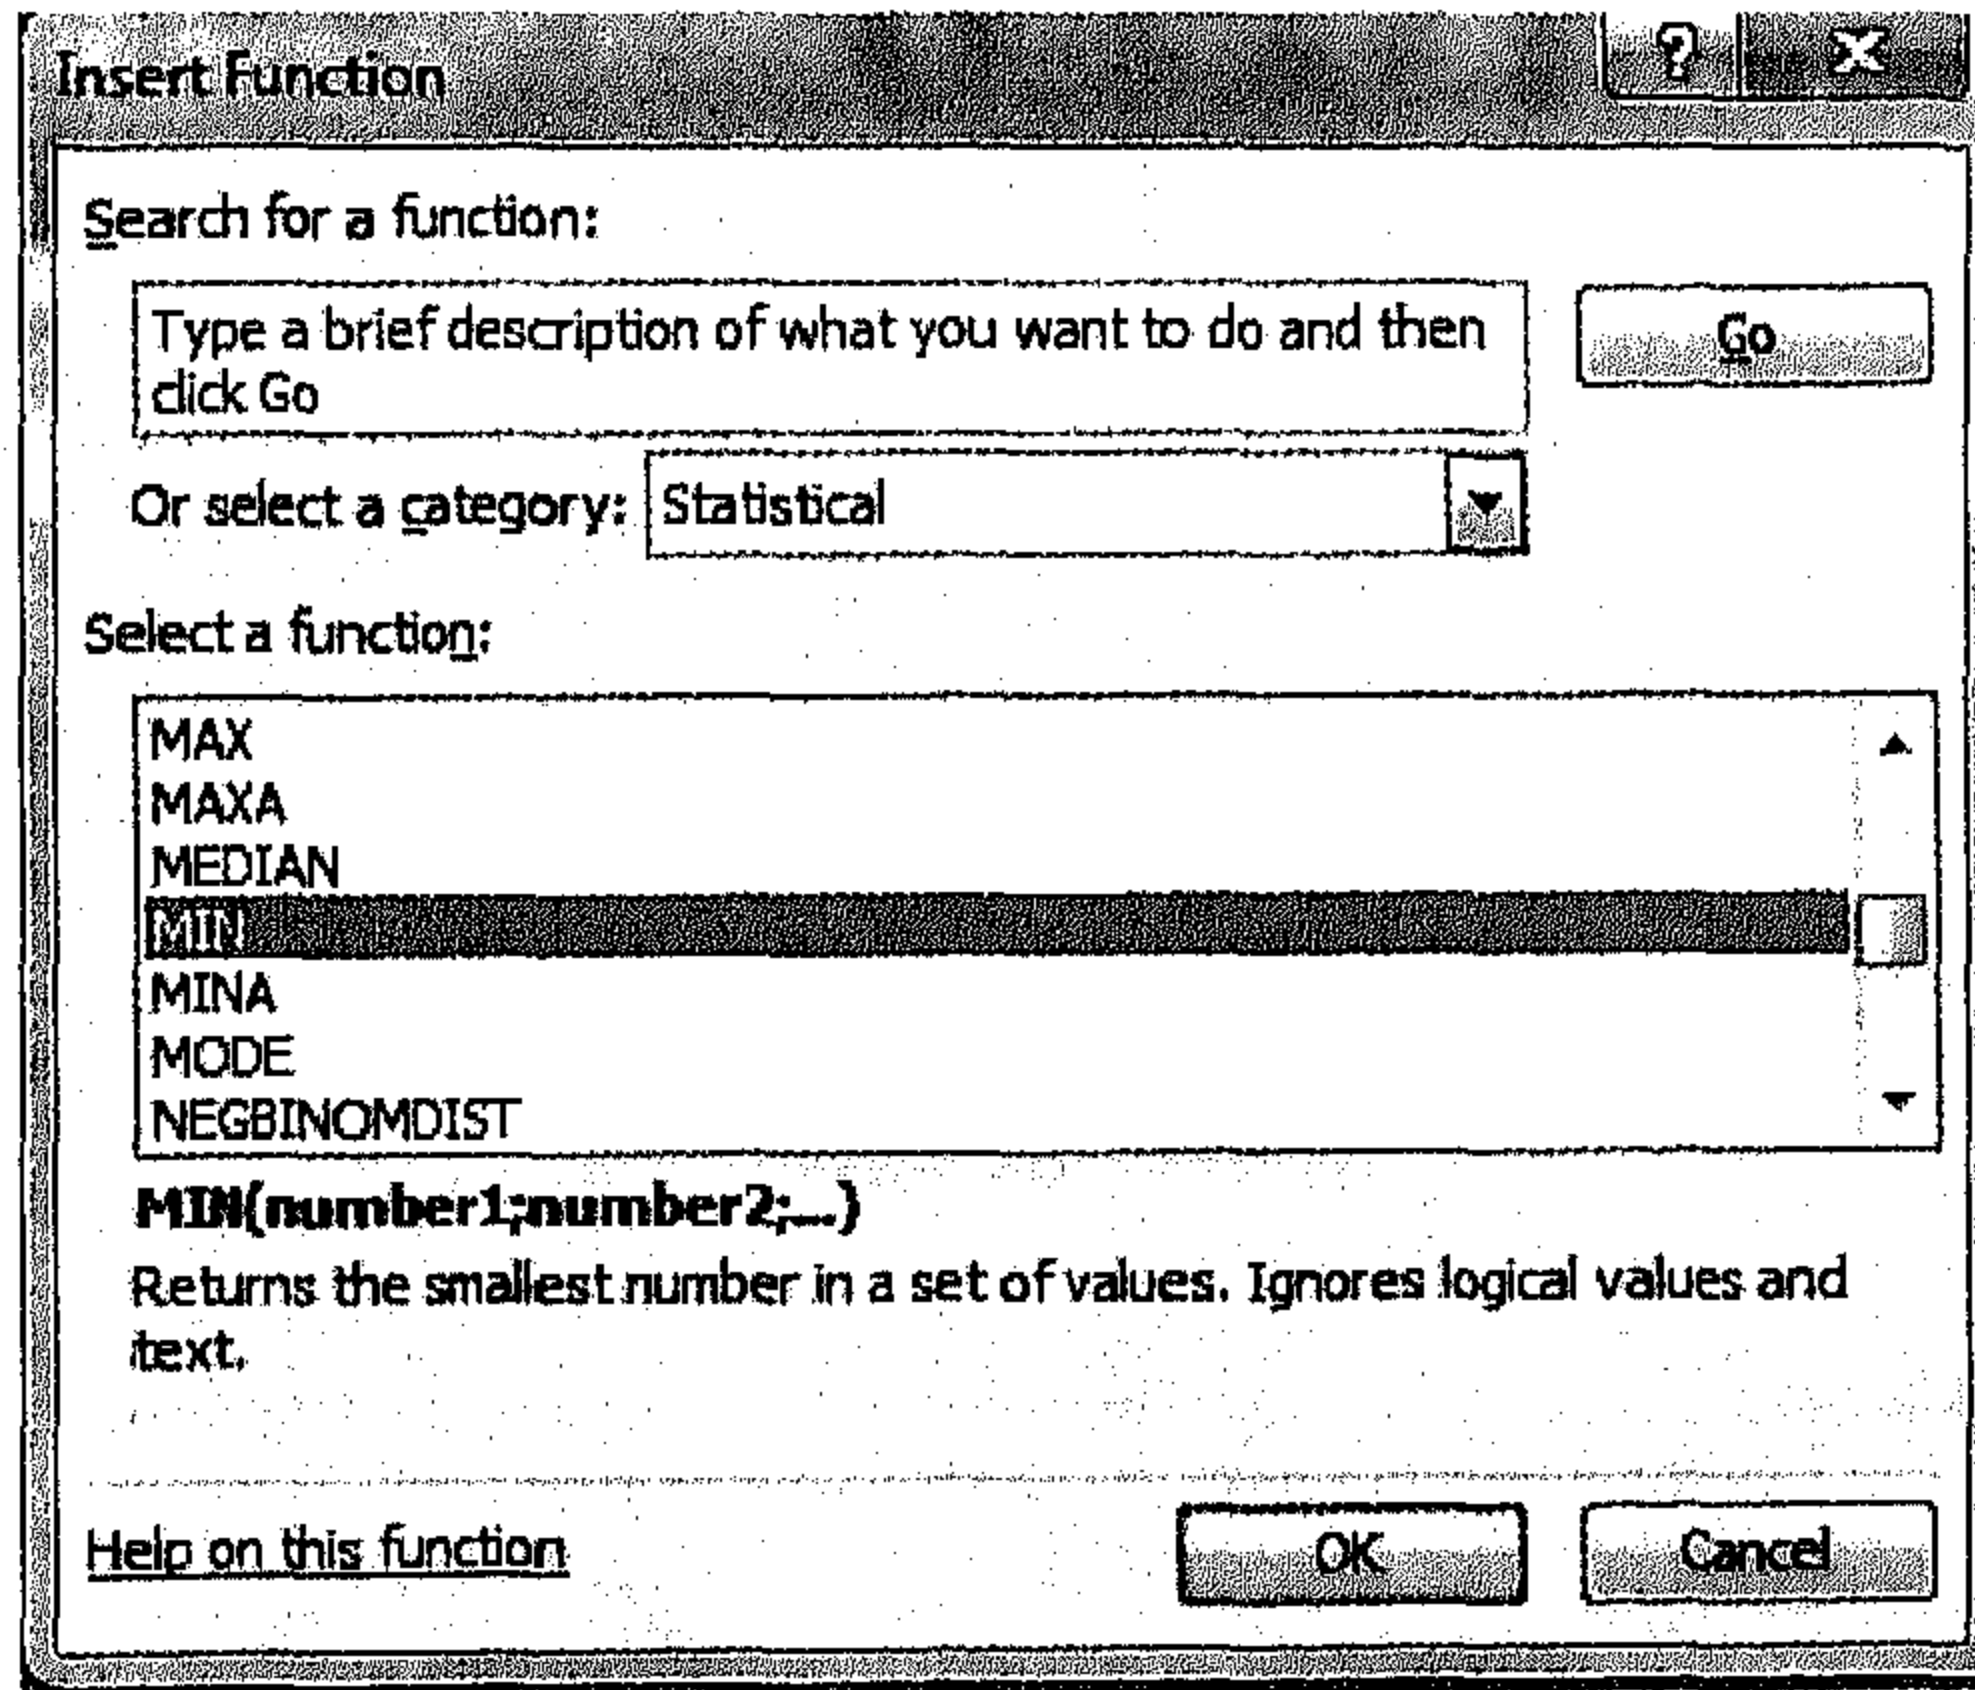 Insert Function
Search for a function:
Type a brief description of what you want to do and then
click Go
Go
Or select a category: Statistical
Select a function:
MAX
MAXA
MEDIAN
MIN
MINA
MODE
NEGBINOMDIST
MIN(number1;number2;...)
Returns the smallest number in a set of values. Ignores logical values and
text.
Help on this function
OK
Cancel